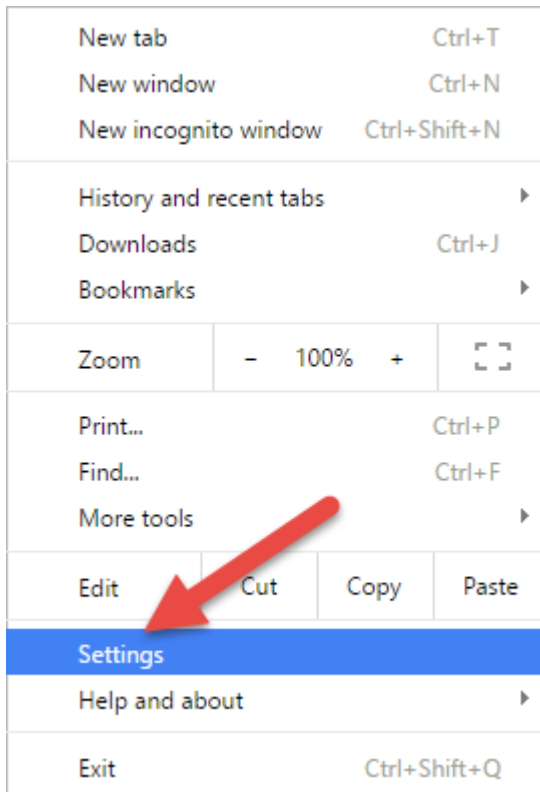 New tab Ctrl+T
New window Ctrl+N
New incognito window Ctrl+Shift+N
History and recent tabs
Downloads Ctrl+J
Bookmarks
Zoom - 100% +
Print... Ctrl+P
Find... Ctrl+F
More tools
Edit Cut Copy Paste
Settings
Help and about
Exit Ctrl+Shift+Q